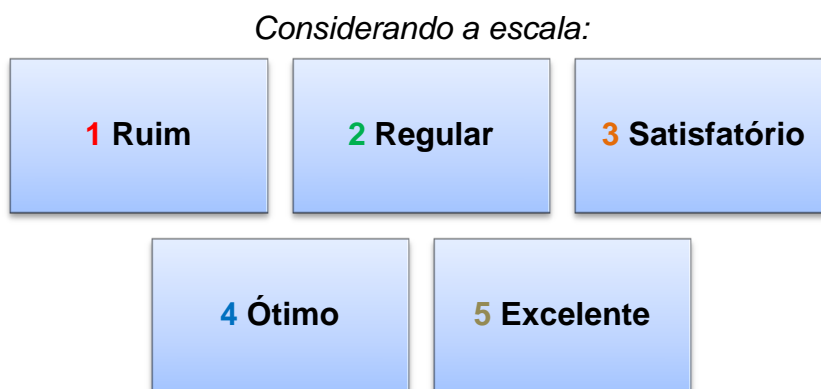 Considerando a escala:
1 Ruim
2 Regular
3 Satisfatório
4 Ótimo
5 Excelente